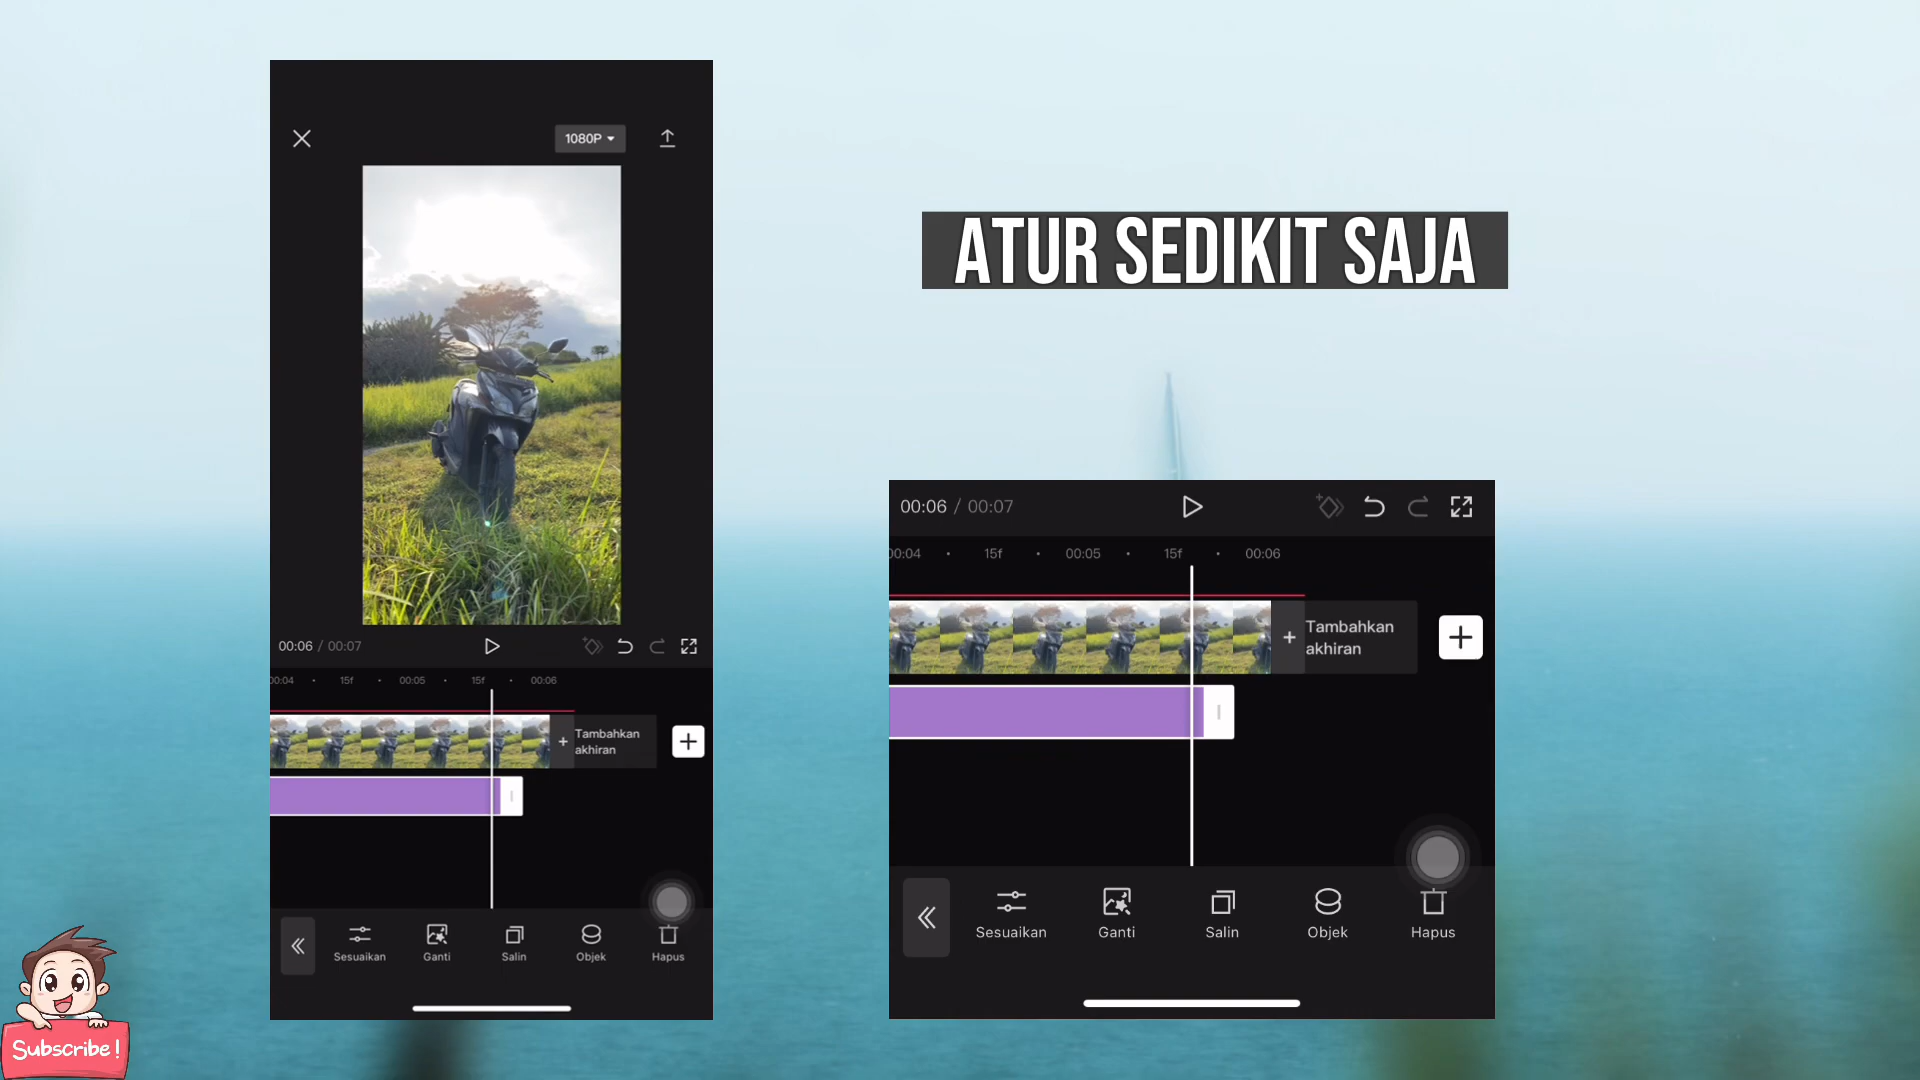 1080P
ATUR SEDIKIT SAJA
00:06 / 00:07
00:04 15f 00:05 15f 00:06
+ Tambahkan
akhiran
Sesuaikan Ganti Salin Objek Hapus
00:06 / 00:07
00:04 15f 00:05 15f 00:06
+ Tambahkan
akhiran
Sesuaikan Ganti Salin Objek Hapus
Subscribe !